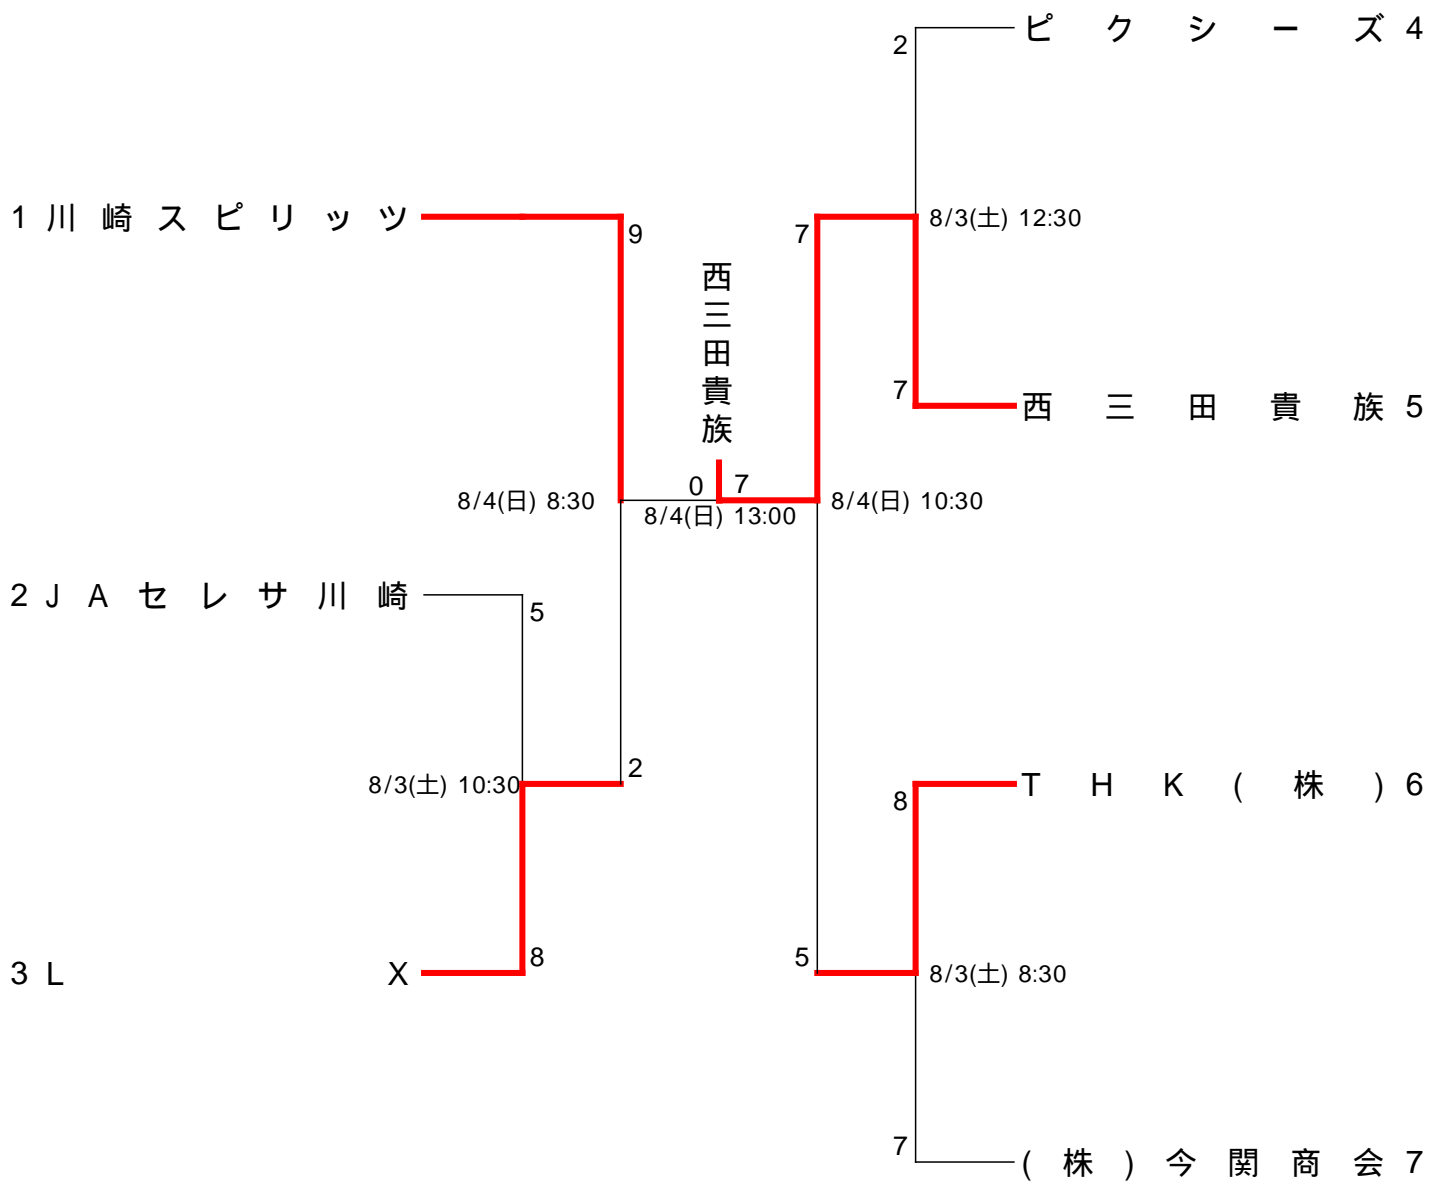 ピクシーズ 4
2
1 川崎スピリッツ
9
7
8/3(土) 12:30
西三田貴族
7
西三田貴族 5
0
7
8/4(日) 8:30
8/4(日) 13:00
8/4(日) 10:30
2 JAセレサ川崎
5
8/3(土) 10:30
2
8
THK(株) 6
3 LX
8
5
8/3(土) 8:30
7
(株)今関商会 7